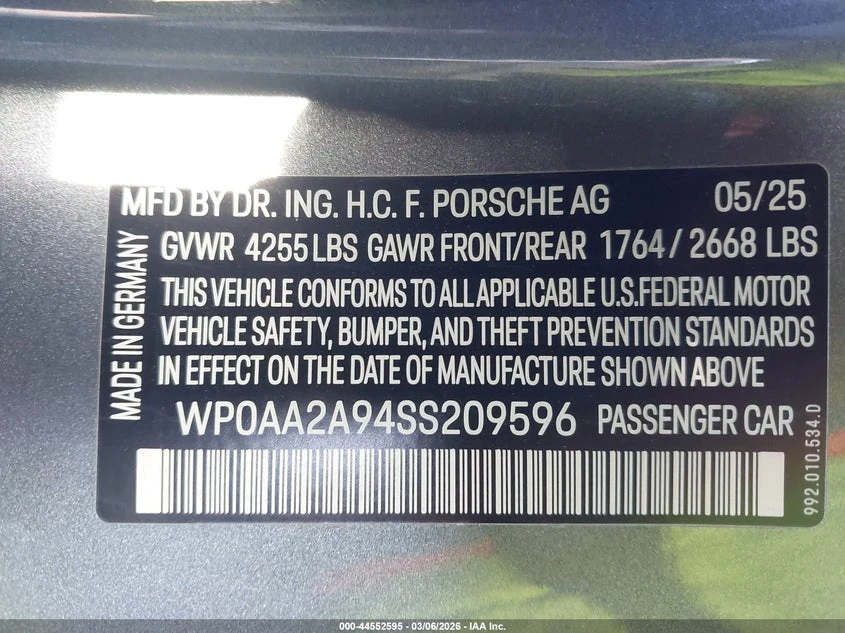 MFD BY DR. ING. H.C. F. PORSCHE AG 05/25
GVWR 4255 LBS GAWR FRONT/REAR 1764 / 2668 LBS
THIS VEHICLE CONFORMS TO ALL APPLICABLE U.S.FEDERAL MOTOR
VEHICLE SAFETY, BUMPER, AND THEFT PREVENTION STANDARDS
IN EFFECT ON THE DATE OF MANUFACTURE SHOWN ABOVE
WP0AA2A94SS209596 PASSENGER CAR
MADE IN GERMANY
992.010.534.D
000-44552595 - 03/06/2026 - IAA Inc.